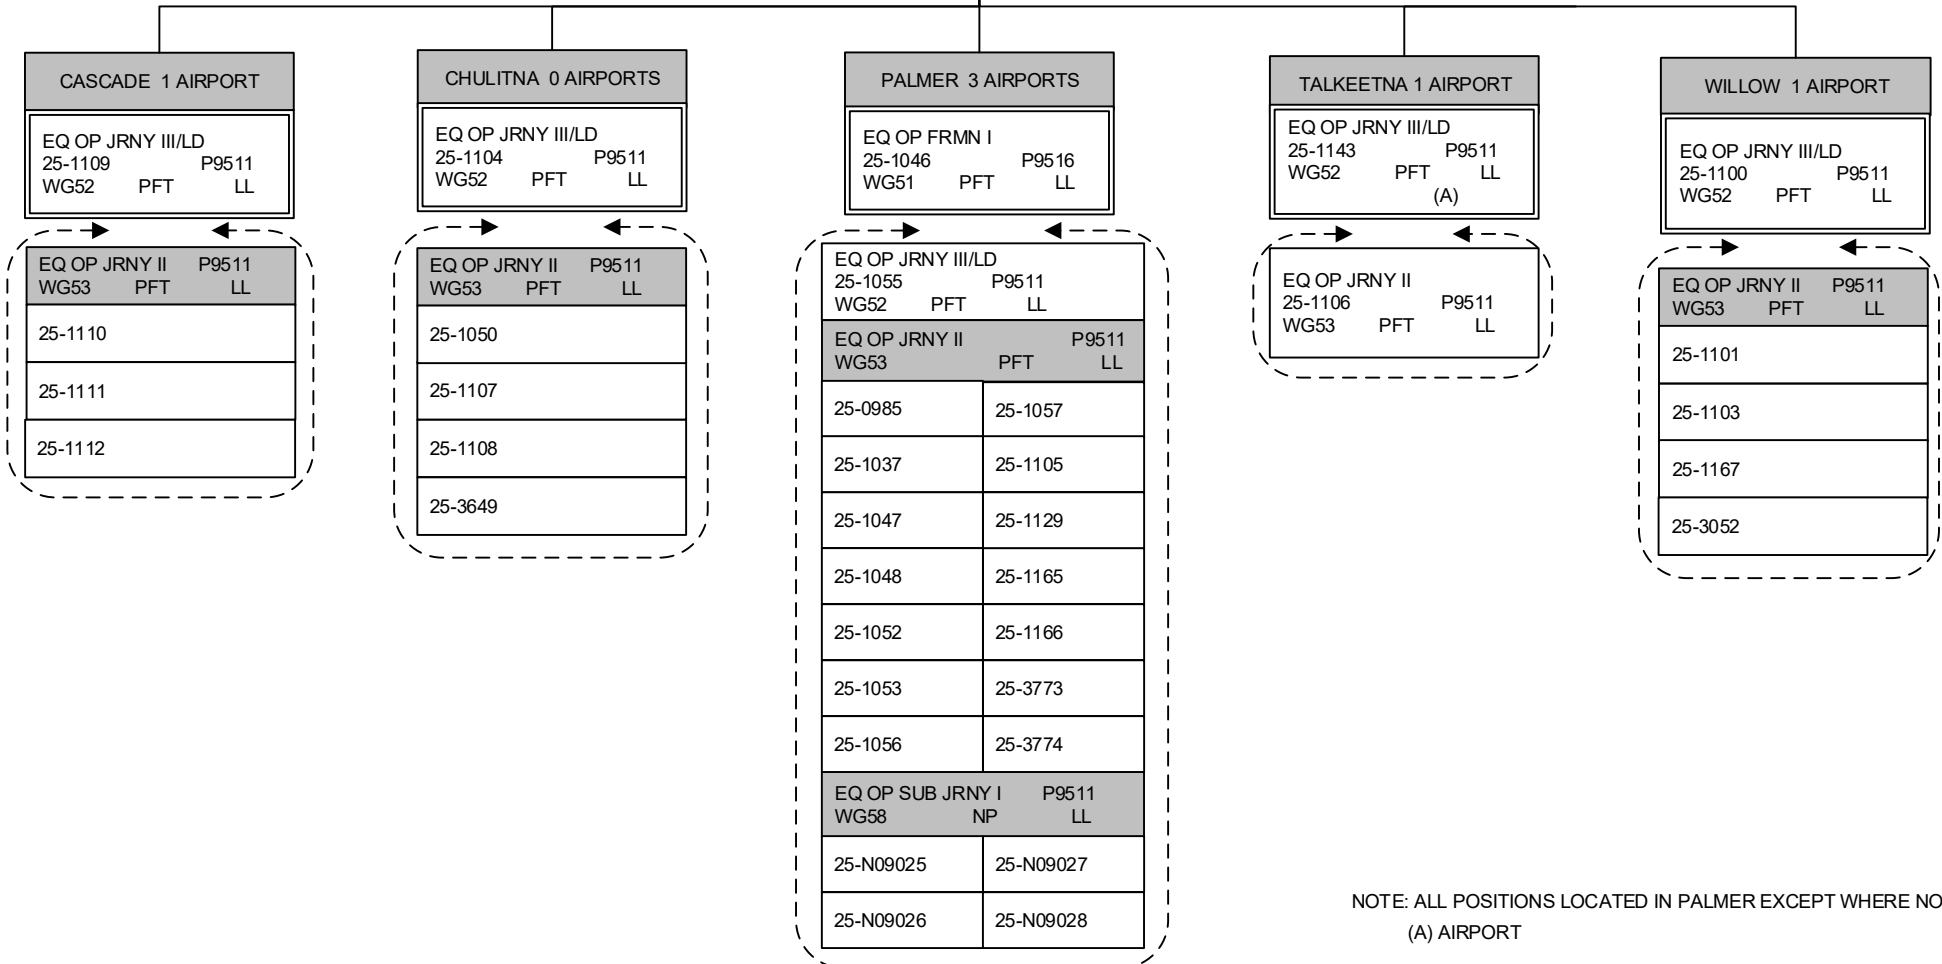 CASCADE 1 AIRPORT
EQ OP JRNY III/LD
25-1109 P9511
WG52 PFT LL
EQ OP JRNY II P9511
WG53 PFT LL
25-1110
25-1111
25-1112
CHULITNA 0 AIRPORTS
EQ OP JRNY III/LD
25-1104 P9511
WG52 PFT LL
EQ OP JRNY II P9511
WG53 PFT LL
25-1050
25-1107
25-1108
25-3649
PALMER 3 AIRPORTS
EQ OP FRMN I
25-1046 P9516
WG51 PFT LL
EQ OP JRNY III/LD
25-1055 P9511
WG52 PFT LL
EQ OP JRNY II P9511
WG53 PFT LL
25-0985 25-1057
25-1037 25-1105
25-1047 25-1129
25-1048 25-1165
25-1052 25-1166
25-1053 25-3773
25-1056 25-3774
EQ OP SUB JRNY I P9511
WG58 NP LL
25-N09025 25-N09027
25-N09026 25-N09028
TALKEETNA 1 AIRPORT
EQ OP JRNY III/LD
25-1143 P9511
WG52 PFT LL
(A)
EQ OP JRNY II
25-1106 P9511
WG53 PFT LL
WILLOW 1 AIRPORT
EQ OP JRNY III/LD
25-1100 P9511
WG52 PFT LL
EQ OP JRNY II P9511
WG53 PFT LL
25-1101
25-1103
25-1167
25-3052
NOTE: ALL POSITIONS LOCATED IN PALMER EXCEPT WHERE NO
(A) AIRPORT